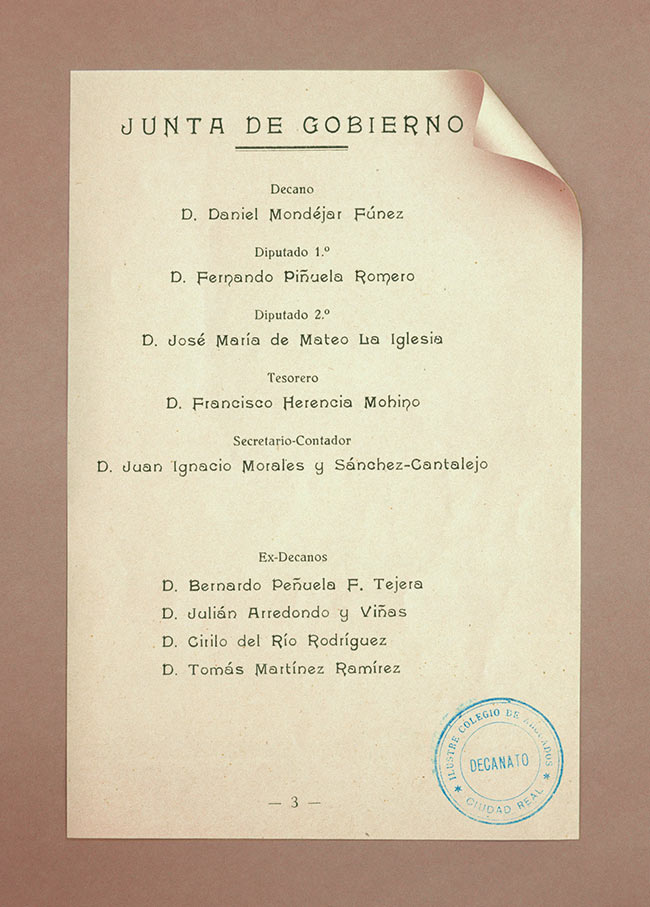 JUNTA DE GOBIERNO
Decano
D. Daniel Mondéjar Fúnez
Diputado 1.º
D. Fernando Piñuela Romero
Diputado 2.º
D. José María de Mateo La Iglesia
Tesorero
D. Francisco Herencia Mohino
Secretario-Contador
D. Juan Ignacio Morales y Sánchez-Cantalejo
Ex-Decanos
D. Bernardo Peñuela F. Tejera
D. Julián Arredondo y Viñas
D. Cirilo del Río Rodríguez
D. Tomás Martínez Ramírez
ILUSTRE COLEGIO DE ABOGADOS
DECANATO
CIUDAD REAL
— 3 —